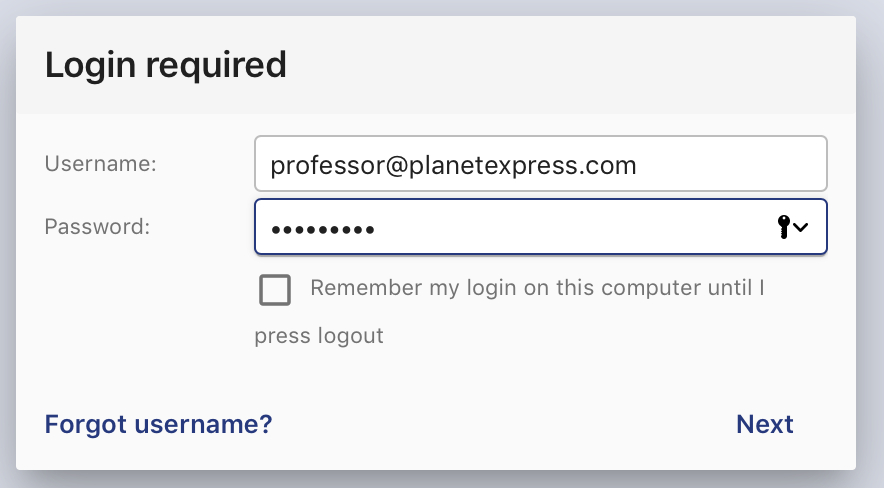 Login required
Username: professor@planetexpress.com
Password: •••••••••
Remember my login on this computer until I
press logout
Forgot username? Next